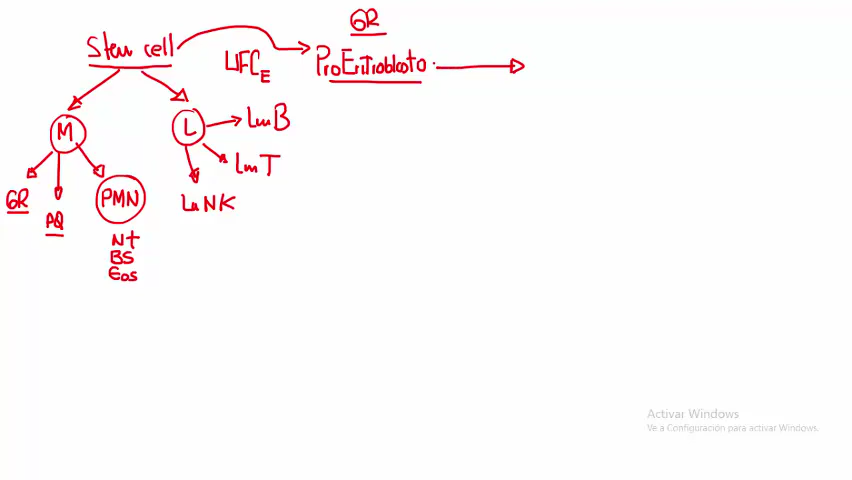 GR
Stem cell
UFC E
ProEritroblasto
M
L
LmB
LmT
LmNK
GR
PQ
PMN
Nt
BS
Eos
Activar Windows
Ve a Configuración para activar Windows.